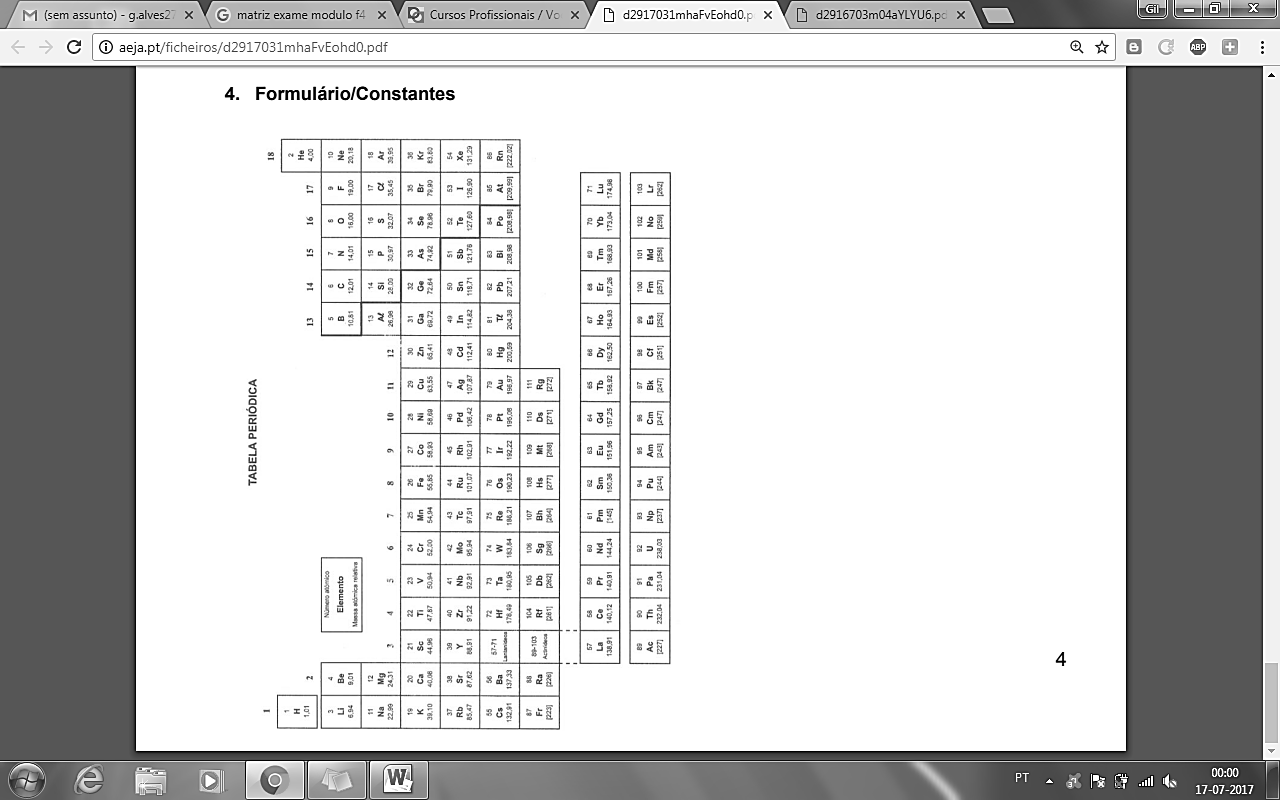 (sem assunto) - g.alves27
matriz exame modulo f4
Cursos Profissionais / Vo
d2917031mhaFvEohd0.p
d2916703m04aYLYU6.pd
Gil
aeja.pt/ficheiros/d2917031mhaFvEohd0.pdf
ABP
4. Formulário/Constantes
TABELA PERIÓDICA
Número atómico
Elemento
Massa atómica relativa
1 2 3 4 5 6 7 8 9 10 11 12 13 14 15 16 17 18
1 H 1,01
2 He 4,00
3 Li 6,94
4 Be 9,01
5 B 10,81
6 C 12,01
7 N 14,01
8 O 16,00
9 F 19,00
10 Ne 20,18
11 Na 22,99
12 Mg 24,31
13 Aℓ 26,98
14 Si 28,09
15 P 30,97
16 S 32,07
17 Cℓ 35,45
18 Ar 39,95
19 K 39,10
20 Ca 40,08
21 Sc 44,96
22 Ti 47,87
23 V 50,94
24 Cr 52,00
25 Mn 54,94
26 Fe 55,85
27 Co 58,93
28 Ni 58,69
29 Cu 63,55
30 Zn 65,41
31 Ga 69,72
32 Ge 72,64
33 As 74,92
34 Se 78,96
35 Br 79,90
36 Kr 83,80
37 Rb 85,47
38 Sr 87,62
39 Y 88,91
40 Zr 91,22
41 Nb 92,91
42 Mo 95,94
43 Tc 97,91
44 Ru 101,07
45 Rh 102,91
46 Pd 106,42
47 Ag 107,87
48 Cd 112,41
49 In 114,82
50 Sn 118,71
51 Sb 121,76
52 Te 127,60
53 I 126,90
54 Xe 131,29
55 Cs 132,91
56 Ba 137,33
57-71 Lantanídeos
72 Hf 178,49
73 Ta 180,95
74 W 183,84
75 Re 186,21
76 Os 190,23
77 Ir 192,22
78 Pt 195,08
79 Au 196,97
80 Hg 200,59
81 Tℓ 204,38
82 Pb 207,21
83 Bi 208,98
84 Po [208,98]
85 At [209,99]
86 Rn [222,02]
87 Fr [223]
88 Ra [226]
89-103 Actinídeos
104 Rf [261]
105 Db [262]
106 Sg [266]
107 Bh [264]
108 Hs [277]
109 Mt [268]
110 Ds [271]
111 Rg [272]
57 La 138,91
58 Ce 140,12
59 Pr 140,91
60 Nd 144,24
61 Pm [145]
62 Sm 150,36
63 Eu 151,96
64 Gd 157,25
65 Tb 158,92
66 Dy 162,50
67 Ho 164,93
68 Er 167,26
69 Tm 168,93
70 Yb 173,04
71 Lu 174,98
89 Ac [227]
90 Th 232,04
91 Pa 231,04
92 U 238,03
93 Np [237]
94 Pu [244]
95 Am [243]
96 Cm [247]
97 Bk [247]
98 Cf [251]
99 Es [252]
100 Fm [257]
101 Md [258]
102 No [259]
103 Lr [262]
4
PT
00:00
17-07-2017